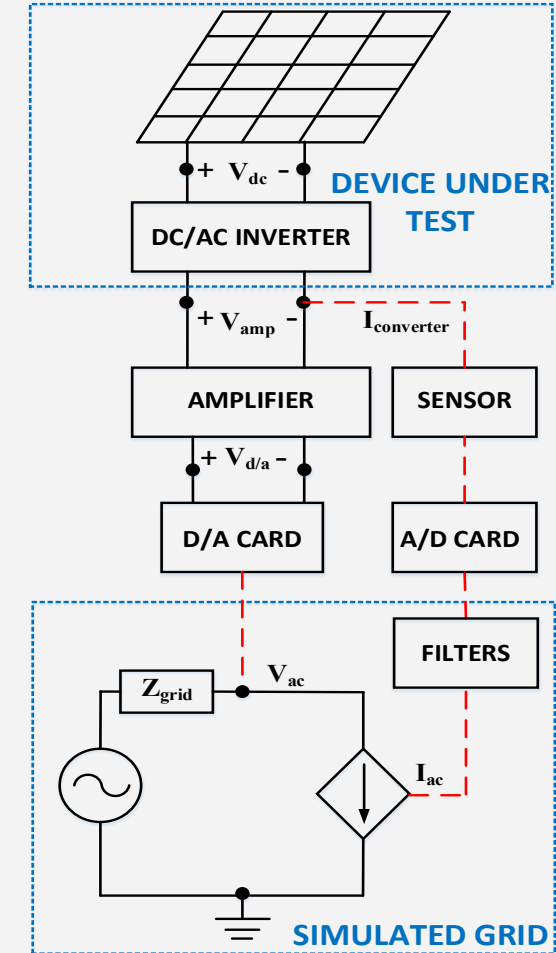 + Vdc -
DEVICE UNDER
TEST
DC/AC INVERTER
+ Vamp -
Iconverter
AMPLIFIER
SENSOR
+ Vd/a -
D/A CARD
A/D CARD
FILTERS
Zgrid
Vac
Iac
SIMULATED GRID